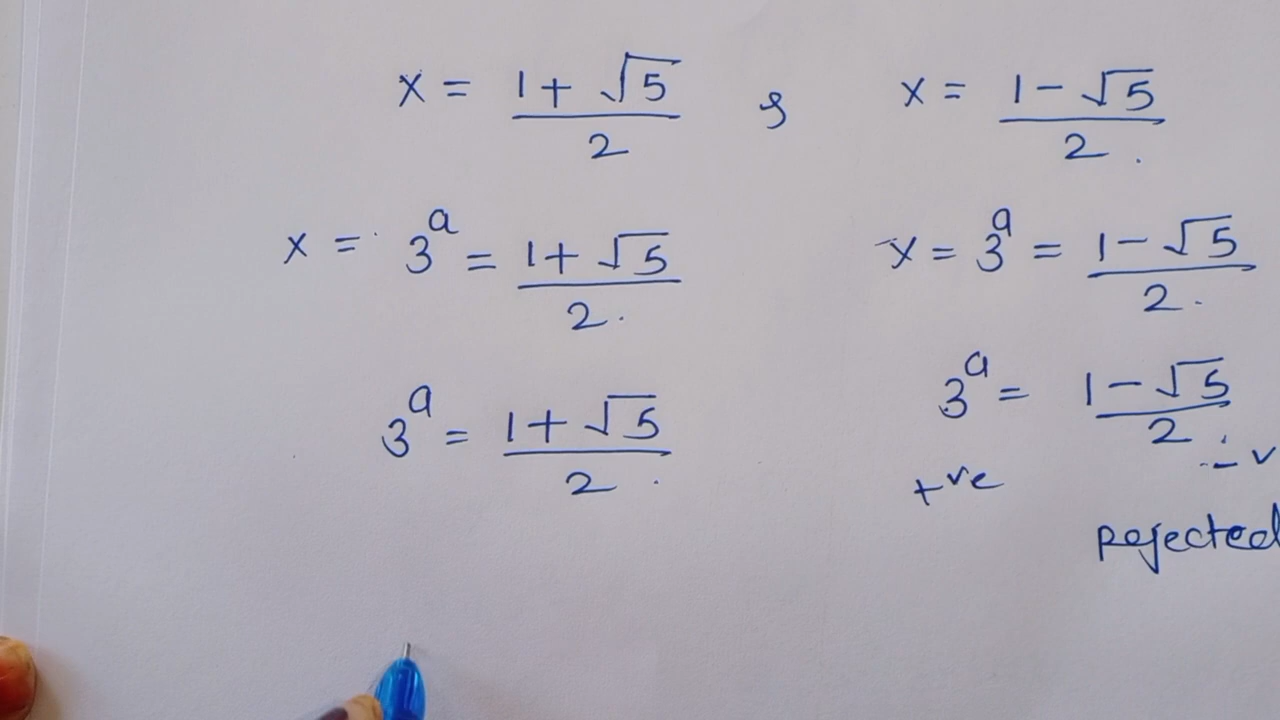 x = (1 + √5)/2 , x = (1 - √5)/2.
x = 3^a = (1 + √5)/2. x = 3^a = (1 - √5)/2.
3^a = (1 + √5)/2. 3^a = (1 - √5)/2
+ve -v
rejected